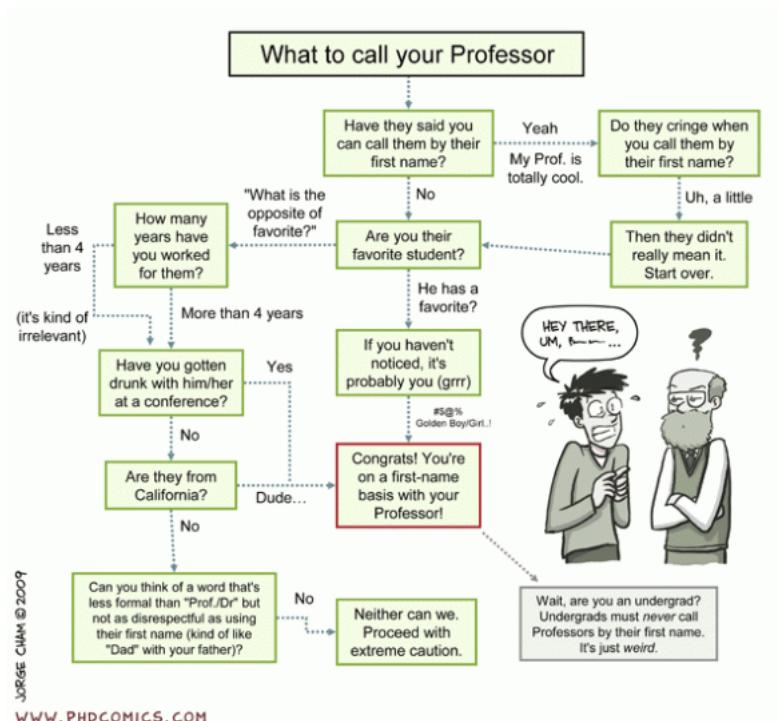 What to call your Professor
Have they said you
can call them by their
first name?
Yeah
My Prof. is
totally cool.
Do they cringe when
you call them by
their first name?
Uh, a little
Then they didn't
really mean it.
Start over.
No
Are you their
favorite student?
"What is the
opposite of
favorite?"
How many
years have
you worked
for them?
Less
than 4
years
(it's kind of
irrelevant)
More than 4 years
He has a
favorite?
If you haven't
noticed, it's
probably you (grrr)
#$@%
Golden Boy/Girl..!
Have you gotten
drunk with him/her
at a conference?
Yes
No
Are they from
California?
Dude...
Congrats! You're
on a first-name
basis with your
Professor!
No
Can you think of a word that's
less formal than "Prof./Dr" but
not as disrespectful as using
their first name (kind of like
"Dad" with your father)?
No
Neither can we.
Proceed with
extreme caution.
Wait, are you an undergrad?
Undergrads must never call
Professors by their first name.
It's just weird.
HEY THERE,
UM,
?
JORGE CHAM © 2009
WWW.PHDCOMICS.COM